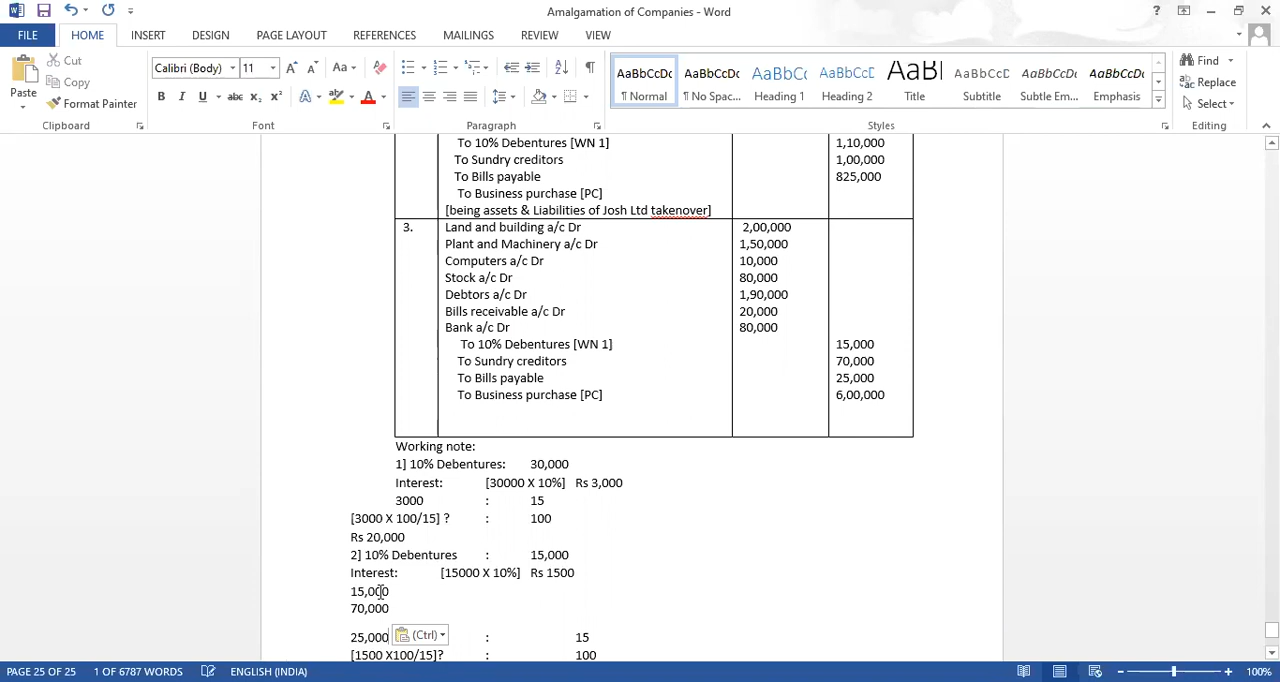 Amalgamation of Companies - Word
FILE HOME INSERT DESIGN PAGE LAYOUT REFERENCES MAILINGS REVIEW VIEW
Paste
Cut
Copy
Format Painter
Clipboard
Calibri (Body) 11
Font
Paragraph
AaBbCcDc AaBbCcDc AaBbCc AaBbCc AaBl AaBbCcD AaBbCcDc AaBbCcDc
¶ Normal ¶ No Spac... Heading 1 Heading 2 Title Subtitle Subtle Em... Emphasis
Styles
Find
Replace
Select
Editing
To 10% Debentures [WN 1] 1,10,000
To Sundry creditors 1,00,000
To Bills payable 825,000
To Business purchase [PC]
[being assets & Liabilities of Josh Ltd takenover]
3. Land and building a/c Dr 2,00,000
Plant and Machinery a/c Dr 1,50,000
Computers a/c Dr 10,000
Stock a/c Dr 80,000
Debtors a/c Dr 1,90,000
Bills receivable a/c Dr 20,000
Bank a/c Dr 80,000
To 10% Debentures [WN 1] 15,000
To Sundry creditors 70,000
To Bills payable 25,000
To Business purchase [PC] 6,00,000
Working note:
1] 10% Debentures: 30,000
Interest: [30000 X 10%] Rs 3,000
3000 : 15
[3000 X 100/15] ? : 100
Rs 20,000
2] 10% Debentures : 15,000
Interest: [15000 X 10%] Rs 1500
15,000
70,000
25,000 (Ctrl) : 15
[1500 X100/15]? : 100
PAGE 25 OF 25 1 OF 6787 WORDS ENGLISH (INDIA) 100%